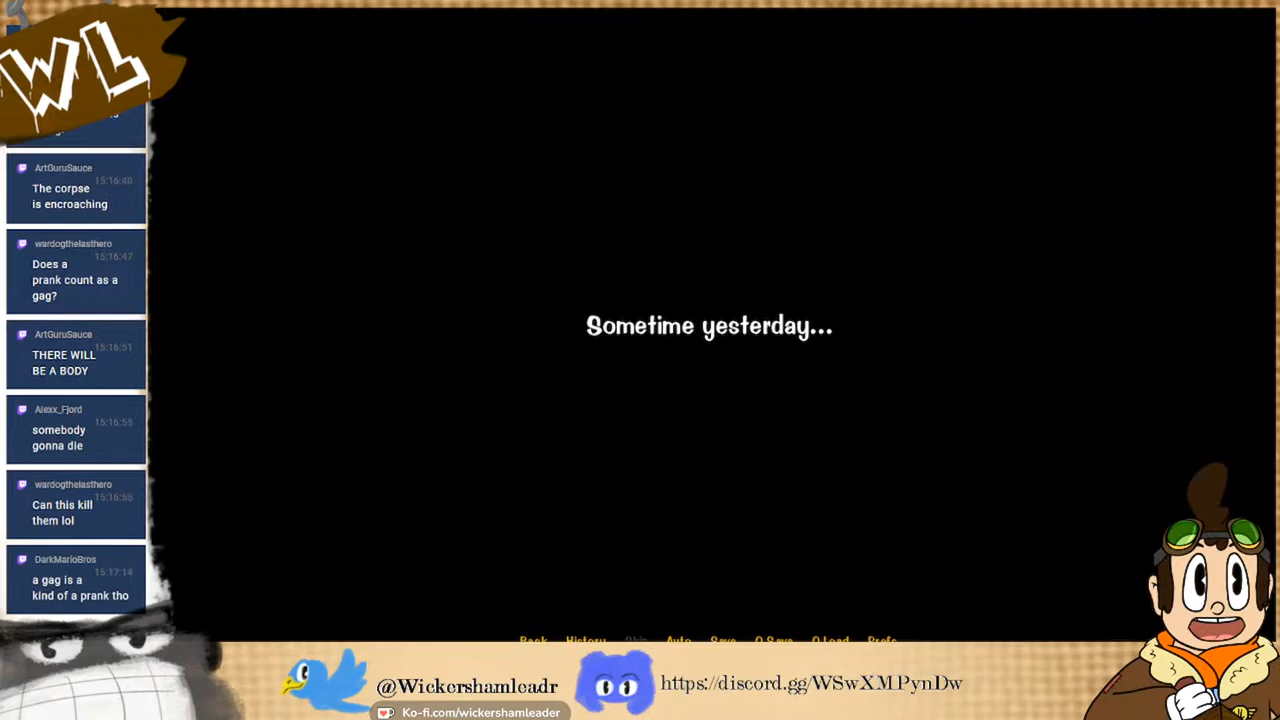 WL
ArtGuruSauce
15:16:40
The corpse
is encroaching
wardogthelasthero
15:16:47
Does a
prank count as a
gag?
ArtGuruSauce
15:16:51
THERE WILL
BE A BODY
Alexx_Fjord
15:16:55
somebody
gonna die
wardogthelasthero
15:16:55
Can this kill
them lol
DarkMarioBros
15:17:14
a gag is a
kind of a prank tho
Sometime yesterday...
Back History Skip Auto Save Q.Save Q.Load Prefs
@Wickershamleadr
https://discord.gg/WSwXMPynDw
Ko-fi.com/wickershamleader